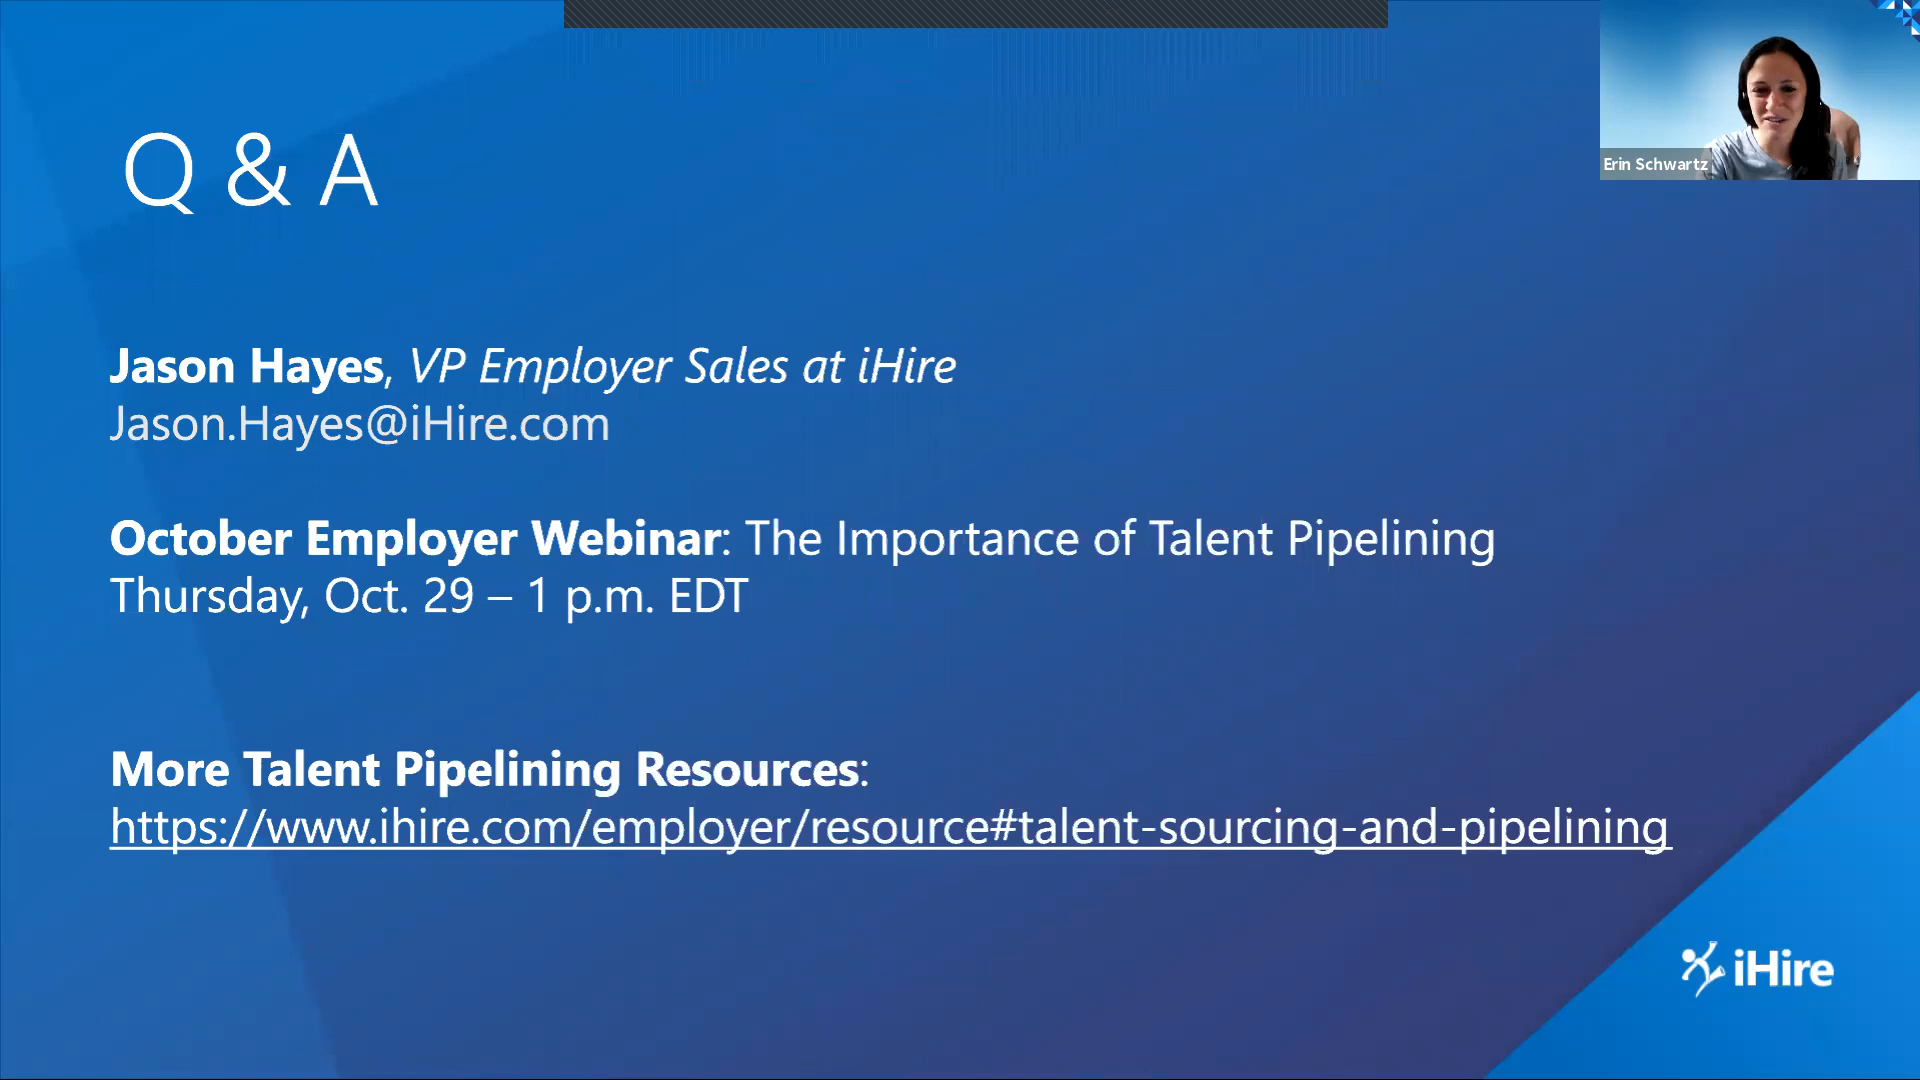 Q & A
Erin Schwartz
Jason Hayes, VP Employer Sales at iHire
Jason.Hayes@iHire.com
October Employer Webinar: The Importance of Talent Pipelining
Thursday, Oct. 29 – 1 p.m. EDT
More Talent Pipelining Resources:
https://www.ihire.com/employer/resource#talent-sourcing-and-pipelining
iHire